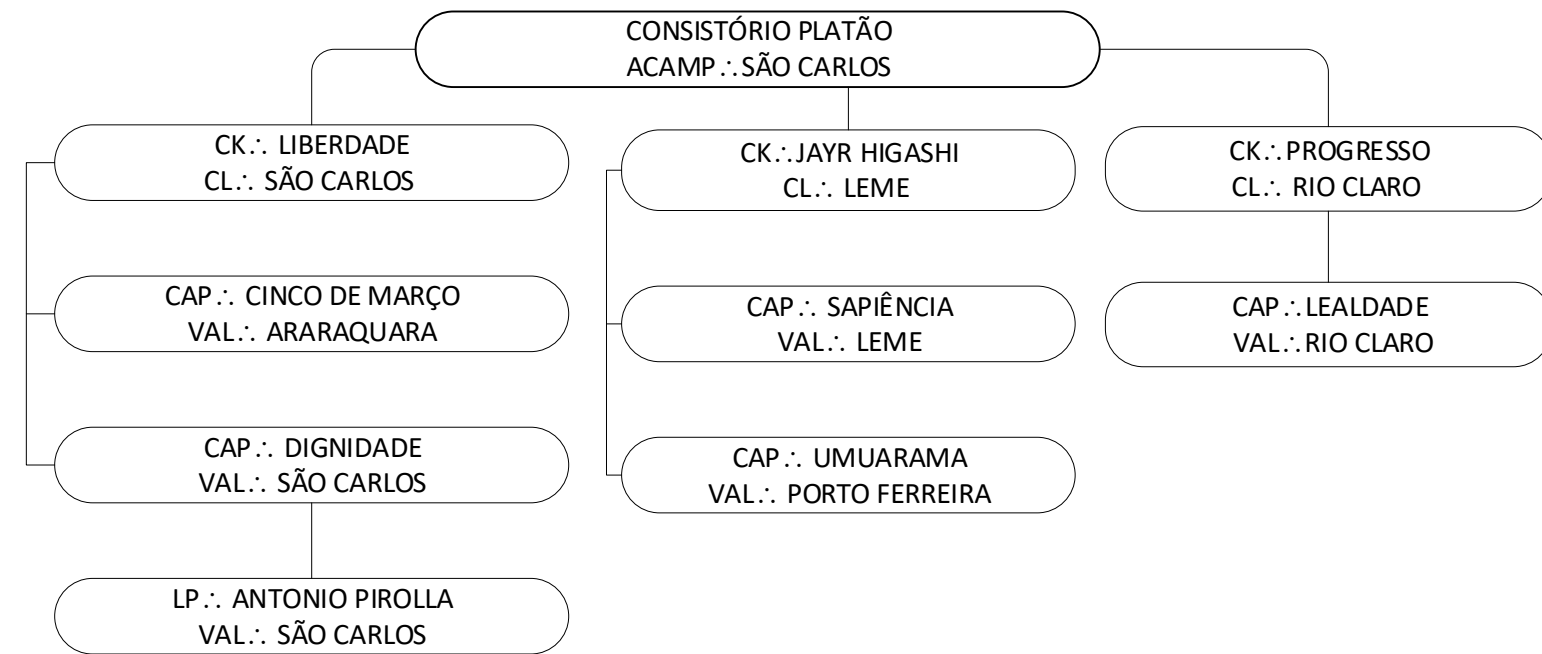 CONSISTÓRIO PLATÃO
ACAMP∴SÃO CARLOS
CK∴ LIBERDADE
CL∴ SÃO CARLOS
CK∴JAYR HIGASHI
CL∴ LEME
CK∴PROGRESSO
CL∴ RIO CLARO
CAP∴ CINCO DE MARÇO
VAL∴ ARARAQUARA
CAP∴ SAPIÊNCIA
VAL∴ LEME
CAP∴LEALDADE
VAL∴RIO CLARO
CAP∴ DIGNIDADE
VAL∴ SÃO CARLOS
CAP∴ UMUARAMA
VAL∴ PORTO FERREIRA
LP∴ ANTONIO PIROLLA
VAL∴ SÃO CARLOS